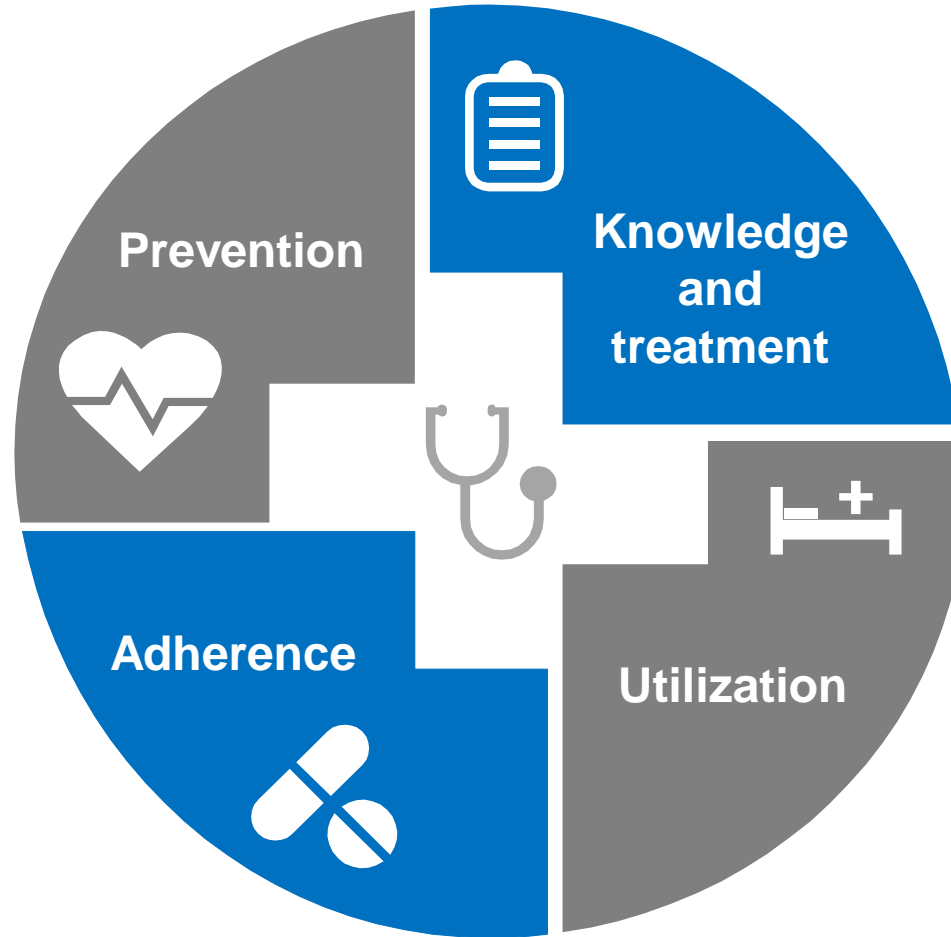 Prevention
Knowledge
and
treatment
Adherence
Utilization